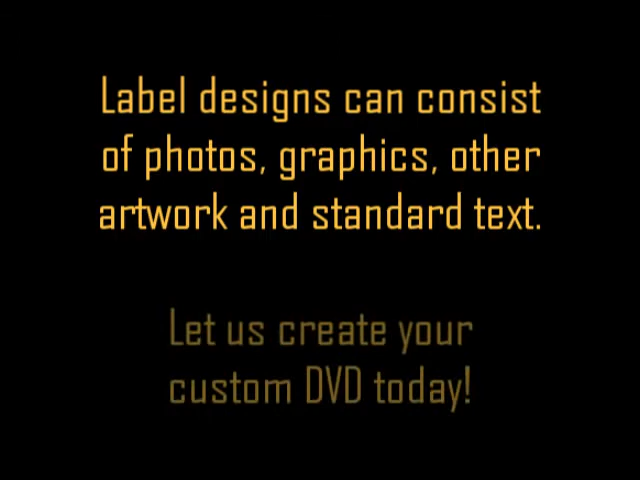 Label designs can consist
of photos, graphics, other
artwork and standard text.
Let us create your
custom DVD today!